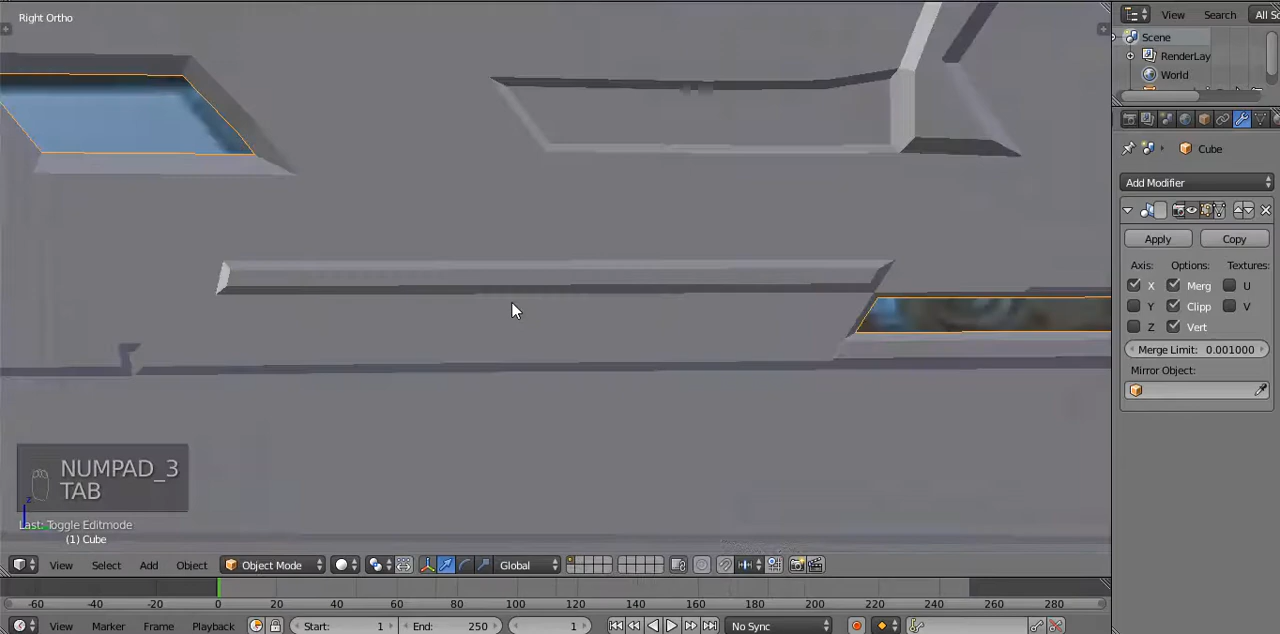 Right Ortho
View Search All Sc
Scene
RenderLay
World
Cube
Add Modifier
Apply Copy
Axis: Options: Textures:
X Merg U
Y Clipp V
Z Vert
Merge Limit: 0.001000
Mirror Object:
NUMPAD_3
TAB
Last: Toggle Editmode
(1) Cube
View Select Add Object Object Mode Global
-60 -40 -20 0 20 40 60 80 100 120 140 160 180 200 220 240 260 280
View Marker Frame Playback Start: 1 End: 250 1 No Sync